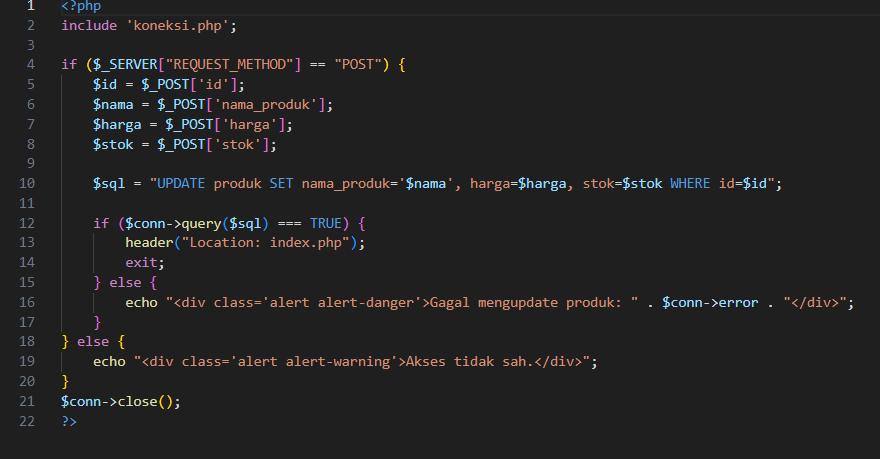 1 <?php
2 include 'koneksi.php';
3
4 if ($_SERVER["REQUEST_METHOD"] == "POST") {
5     $id = $_POST['id'];
6     $nama = $_POST['nama_produk'];
7     $harga = $_POST['harga'];
8     $stok = $_POST['stok'];
9
10     $sql = "UPDATE produk SET nama_produk='$nama', harga=$harga, stok=$stok WHERE id=$id";
11
12     if ($conn->query($sql) === TRUE) {
13         header("Location: index.php");
14         exit;
15     } else {
16         echo "<div class='alert alert-danger'>Gagal mengupdate produk: " . $conn->error . "</div>";
17     }
18 } else {
19     echo "<div class='alert alert-warning'>Akses tidak sah.</div>";
20 }
21 $conn->close();
22 ?>